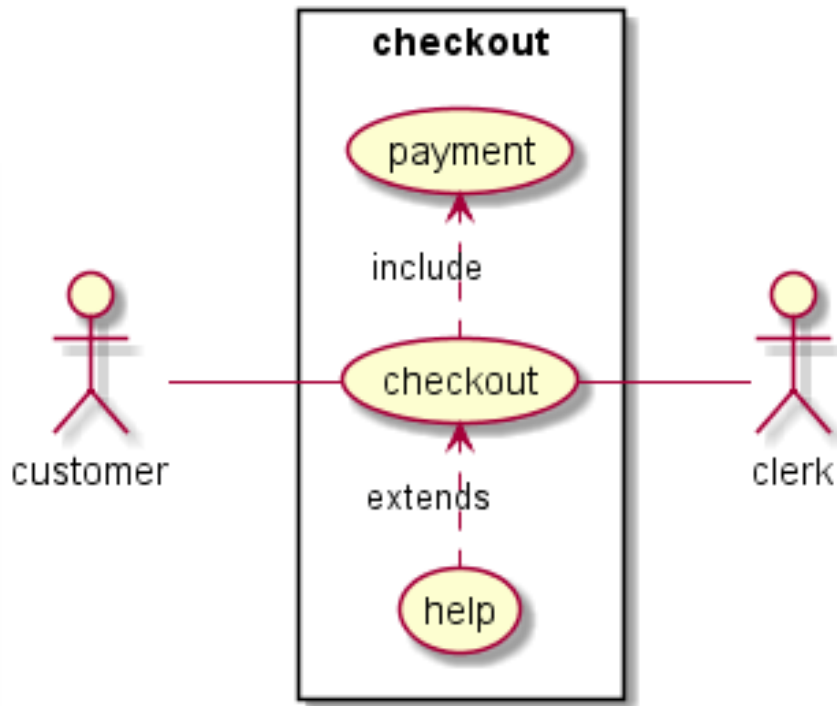 checkout
payment
include
checkout
customer
clerk
extends
help